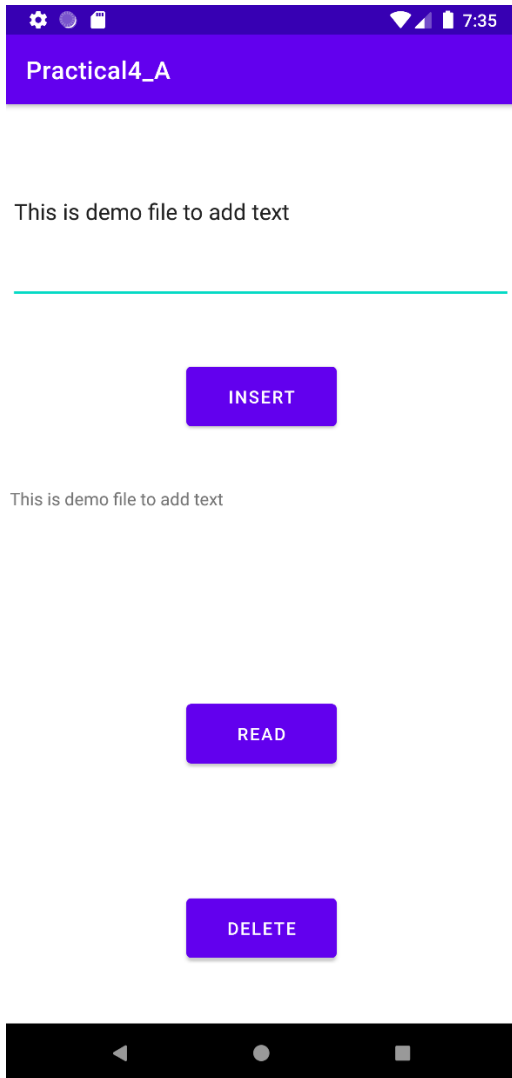 7:35
Practical4_A
This is demo file to add text
INSERT
This is demo file to add text
READ
DELETE